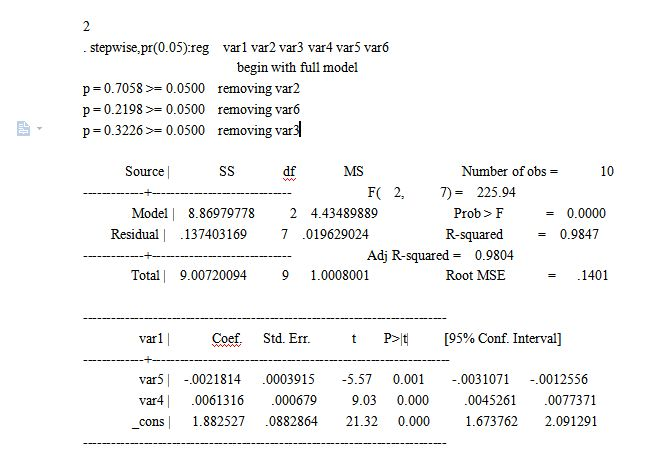 2
. stepwise,pr(0.05):reg var1 var2 var3 var4 var5 var6
begin with full model
p = 0.7058 >= 0.0500 removing var2
p = 0.2198 >= 0.0500 removing var6
p = 0.3226 >= 0.0500 removing var3
Source | SS df MS Number of obs = 10
-------------+------------------------------ F( 2, 7) = 225.94
Model | 8.86979778 2 4.43489889 Prob > F = 0.0000
Residual | .137403169 7 .019629024 R-squared = 0.9847
-------------+------------------------------ Adj R-squared = 0.9804
Total | 9.00720094 9 1.0008001 Root MSE = .1401
------------------------------------------------------------------------------
var1 | Coef. Std. Err. t P>|t| [95% Conf. Interval]
-------------+----------------------------------------------------------------
var5 | -.0021814 .0003915 -5.57 0.001 -.0031071 -.0012556
var4 | .0061316 .000679 9.03 0.000 .0045261 .0077371
_cons | 1.882527 .0882864 21.32 0.000 1.673762 2.091291
------------------------------------------------------------------------------